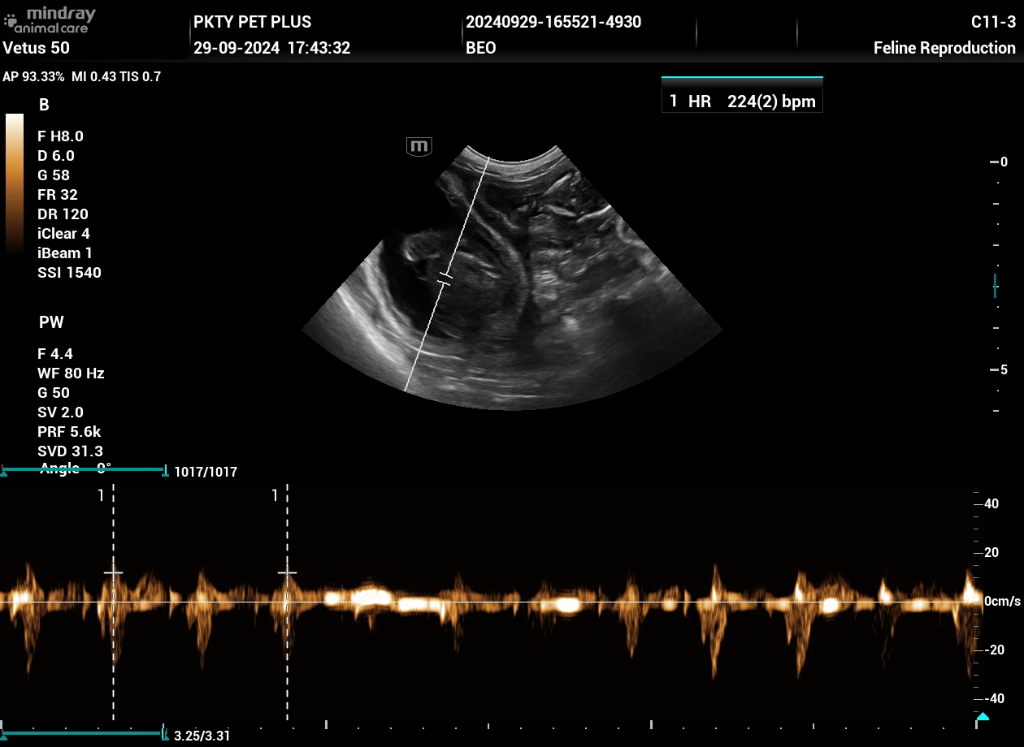 mindray
animalcare
Vetus 50
PKTY PET PLUS
29-09-2024 17:43:32
20240929-165521-4930
BEO
C11-3
Feline Reproduction
AP 93.33% MI 0.43 TIS 0.7
B
F H8.0
D 6.0
G 58
FR 32
DR 120
iClear 4
iBeam 1
SSI 1540
PW
F 4.4
WF 80 Hz
G 50
SV 2.0
PRF 5.6k
SVD 31.3
Angle 0°
1 HR 224(2) bpm
m
0
5
1017/1017
1
1
40
20
0cm/s
-20
-40
3.25/3.31